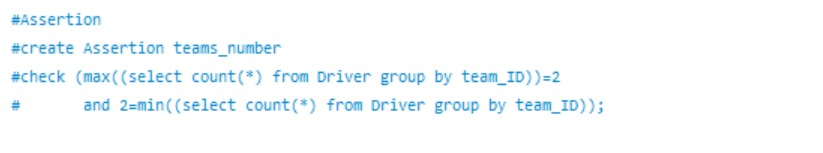 #Assertion
#create Assertion teams_number
#check (max((select count(*) from Driver group by team_ID))=2
#       and 2=min((select count(*) from Driver group by team_ID));